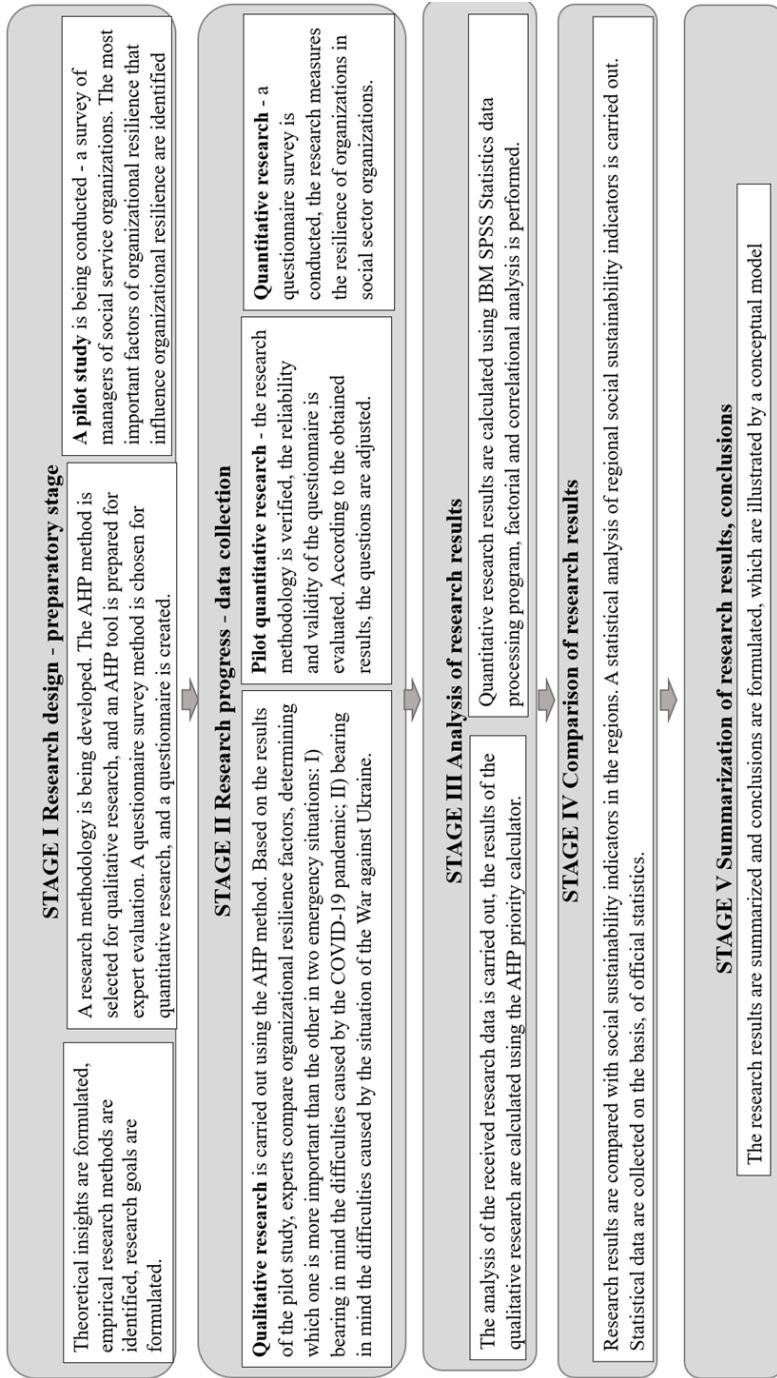 STAGE I Research design - preparatory stage
Theoretical insights are formulated,
empirical research methods are
identified, research goals are
formulated.
A research methodology is being developed. The AHP method is
selected for qualitative research, and an AHP tool is prepared for
expert evaluation. A questionnaire survey method is chosen for
quantitative research, and a questionnaire is created.
A pilot study is being conducted - a survey of
managers of social service organizations. The most
important factors of organizational resilience that
influence organizational resilience are identified
STAGE II Research progress - data collection
Qualitative research is carried out using the AHP method. Based on the results
of the pilot study, experts compare organizational resilience factors, determining
which one is more important than the other in two emergency situations: I)
bearing in mind the difficulties caused by the COVID-19 pandemic; II) bearing
in mind the difficulties caused by the situation of the War against Ukraine.
Pilot quantitative research - the research
methodology is verified, the reliability
and validity of the questionnaire is
evaluated. According to the obtained
results, the questions are adjusted.
Quantitative research - a
questionnaire survey is
conducted, the research measures
the resilience of organizations in
social sector organizations.
STAGE III Analysis of research results
The analysis of the received research data is carried out, the results of the
qualitative research are calculated using the AHP priority calculator.
Quantitative research results are calculated using IBM SPSS Statistics data
processing program, factorial and correlational analysis is performed.
STAGE IV Comparison of research results
Research results are compared with social sustainability indicators in the regions. A statistical analysis of regional social sustainability indicators is carried out.
Statistical data are collected on the basis, of official statistics.
STAGE V Summarization of research results, conclusions
The research results are summarized and conclusions are formulated, which are illustrated by a conceptual model